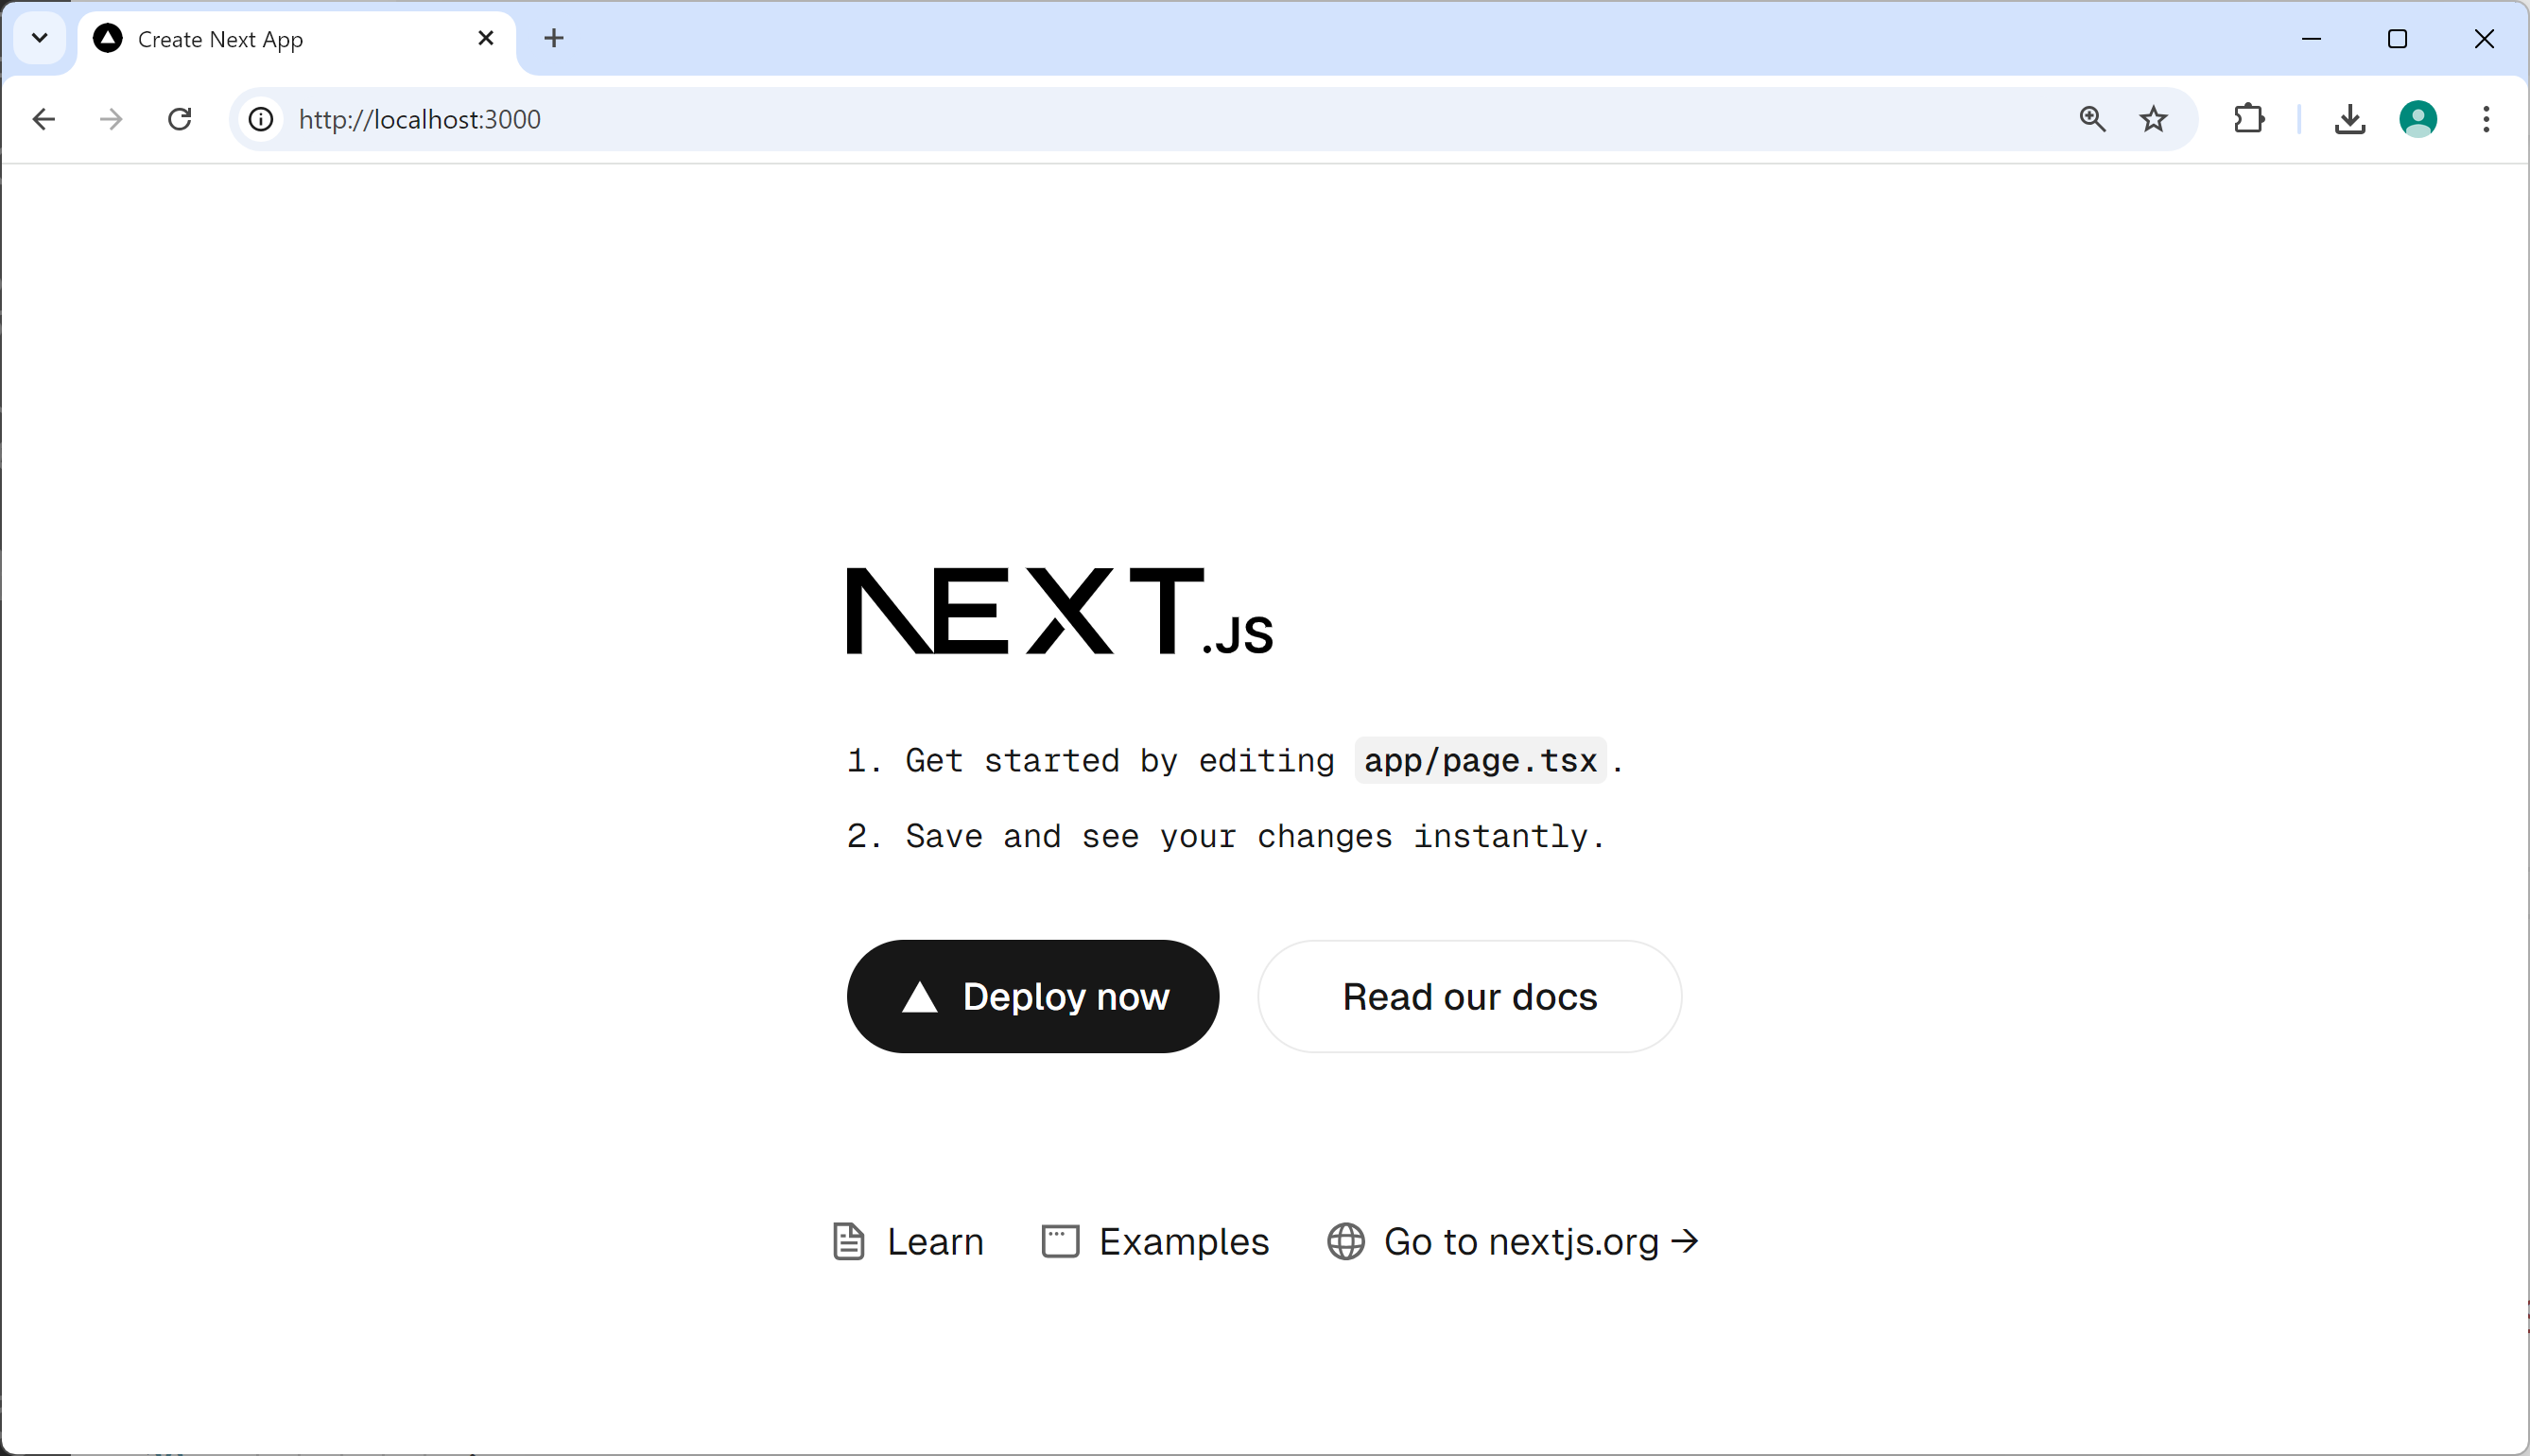 Create Next App
http://localhost:3000
NEXT.JS
1. Get started by editing app/page.tsx.
2. Save and see your changes instantly.
Deploy now
Read our docs
Learn
Examples
Go to nextjs.org →